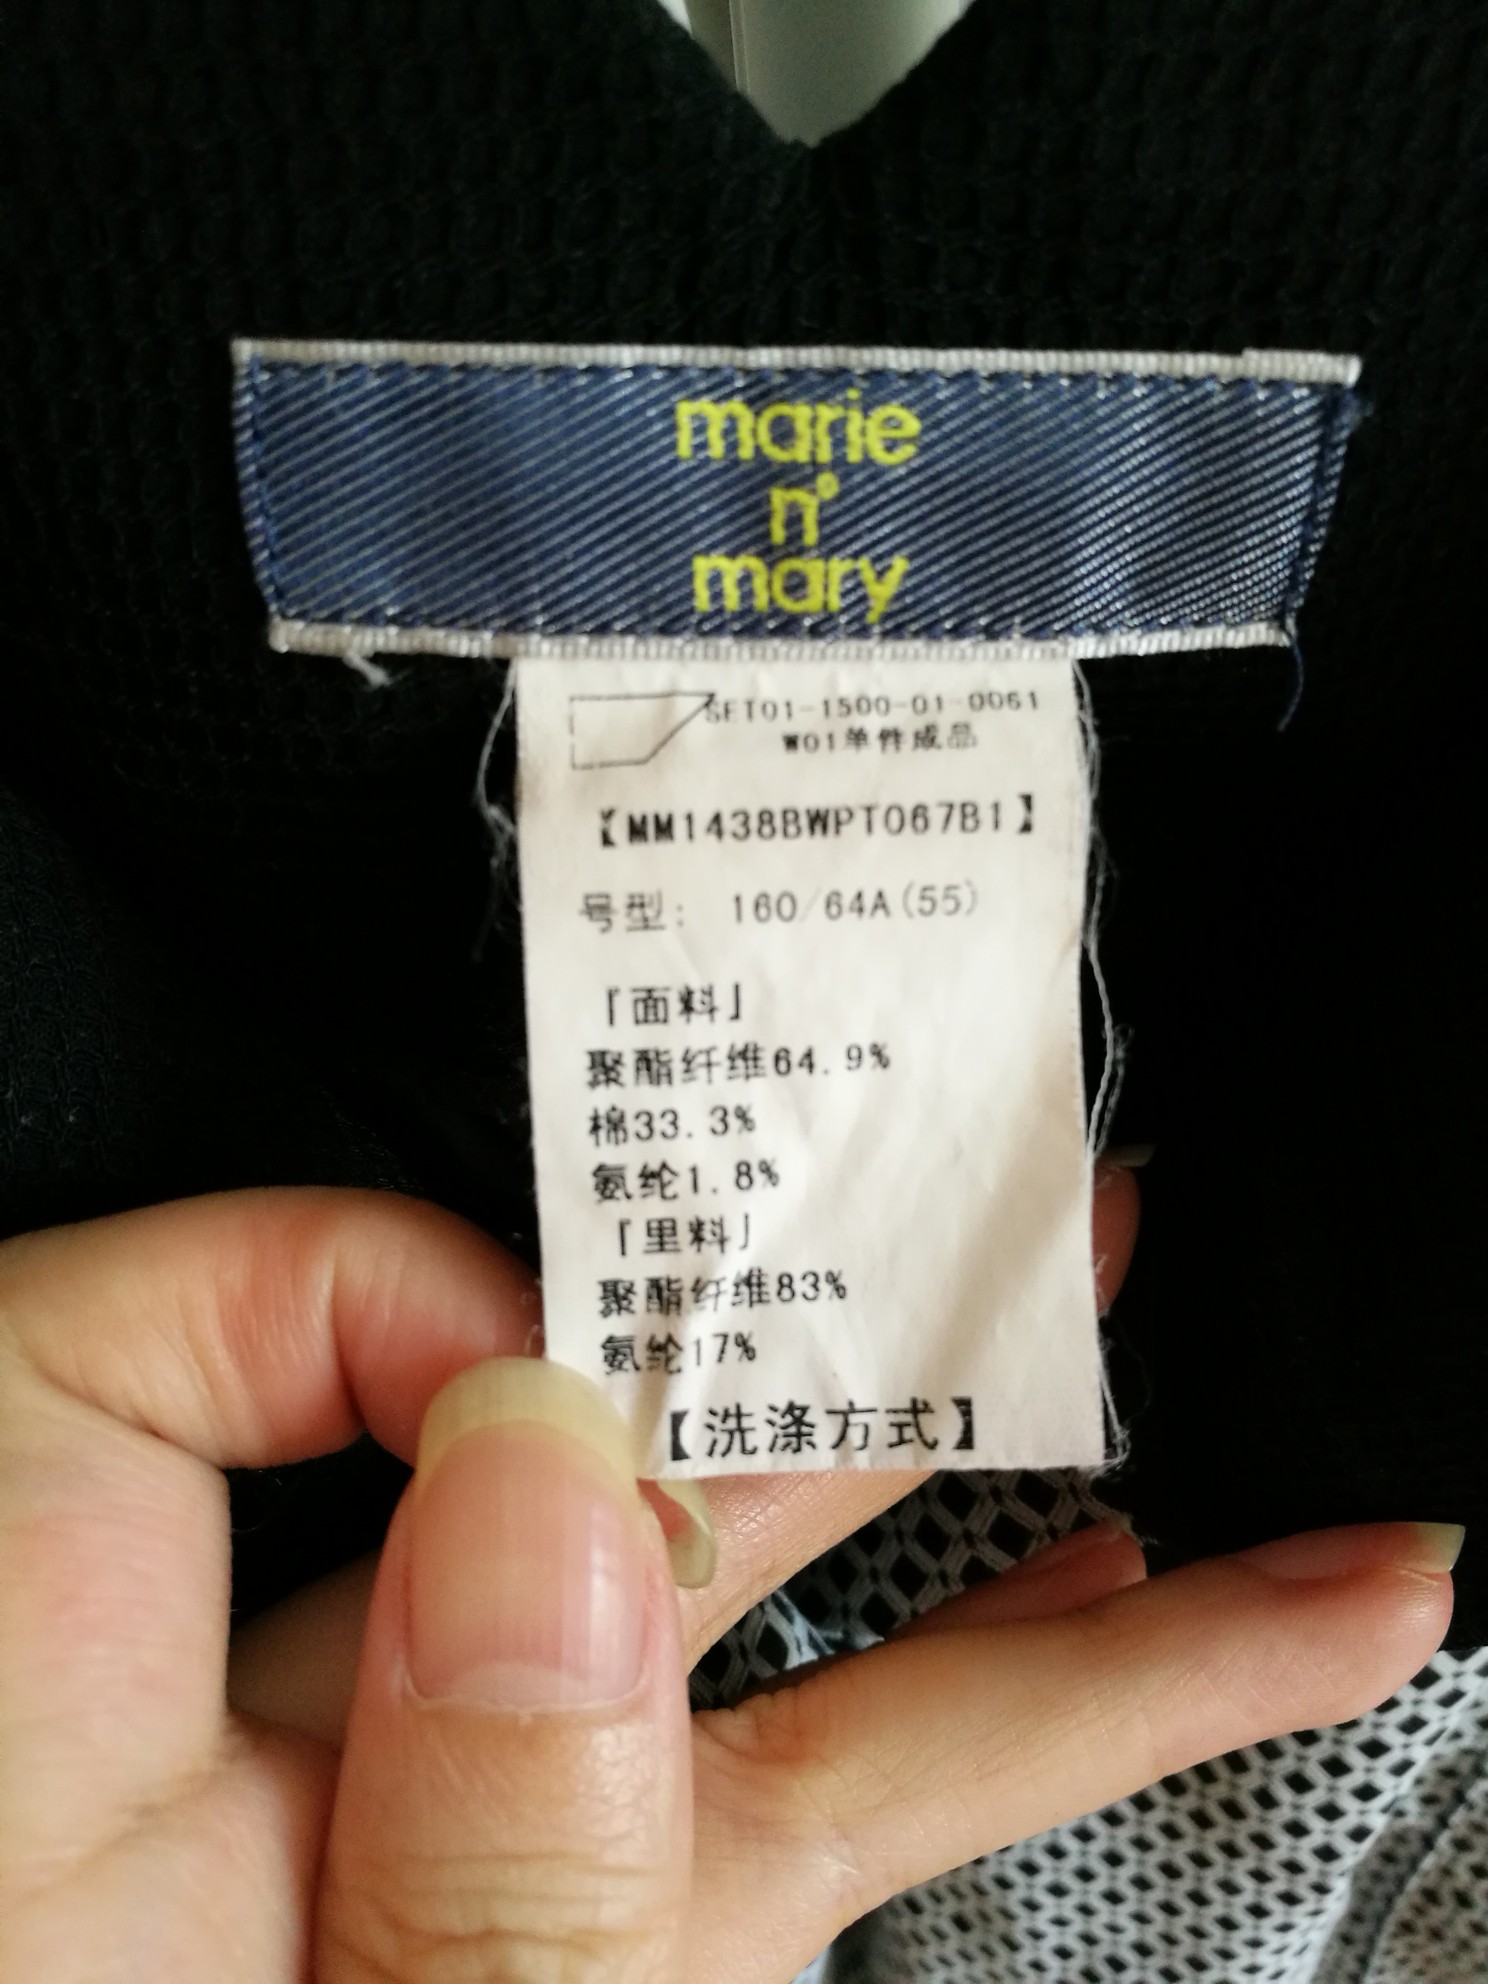 marie
n°
mary
SET01-1500-01-0061
W01单件成品
【MM1438BWPT067B1】
号型： 160/64A(55)
「面料」
聚酯纤维64.9%
棉33.3%
氨纶1.8%
「里料」
聚酯纤维83%
氨纶17%
【洗涤方式】